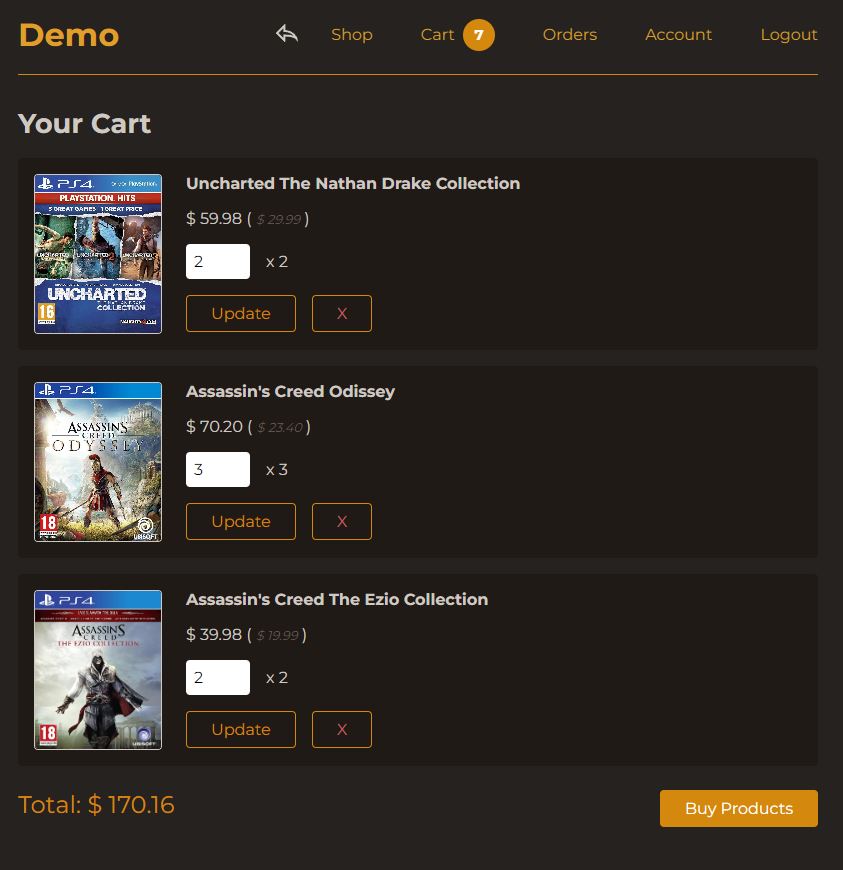 Demo
Shop
Cart 7
Orders
Account
Logout
Your Cart
PS4
PLAYSTATION HITS
3 GREAT GAMES 1 GREAT PRICE
UNCHARTED
COLLECTION
16
Uncharted The Nathan Drake Collection
$ 59.98 ( $ 29.99 )
2 x 2
Update X
PS4
ASSASSIN'S
CREED
ODYSSEY
18
UBISOFT
Assassin's Creed Odissey
$ 70.20 ( $ 23.40 )
3 x 3
Update X
PS4
ASSASSIN'S
CREED
THE EZIO COLLECTION
18
UBISOFT
Assassin's Creed The Ezio Collection
$ 39.98 ( $ 19.99 )
2 x 2
Update X
Total: $ 170.16
Buy Products